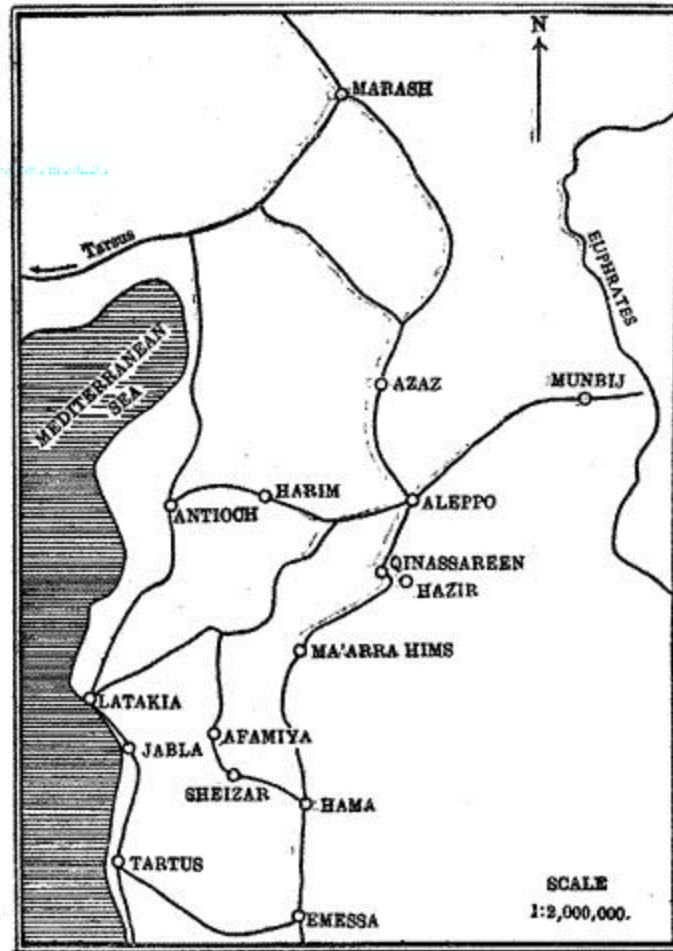 N
MARASH
Tarsus
EUPHRATES
MEDITERRANEAN
SEA
AZAZ
MUNBIJ
HARIM
ANTIOCH
ALEPPO
QINASSAREEN
HAZIR
MA'ARRA HIMS
LATAKIA
AFAMIYA
JABLA
SHEIZAR
HAMA
TARTUS
SCALE
1:2,000,000.
EMESSA